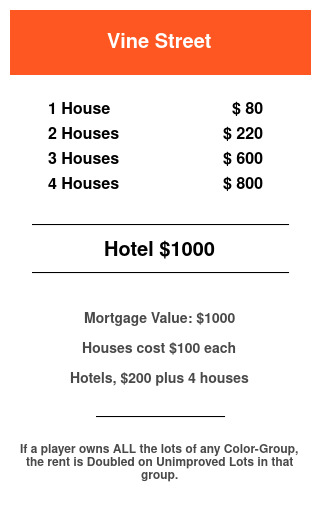 Vine Street
1 House $ 80
2 Houses $ 220
3 Houses $ 600
4 Houses $ 800
Hotel $1000
Mortgage Value: $1000
Houses cost $100 each
Hotels, $200 plus 4 houses
If a player owns ALL the lots of any Color-Group,
the rent is Doubled on Unimproved Lots in that
group.